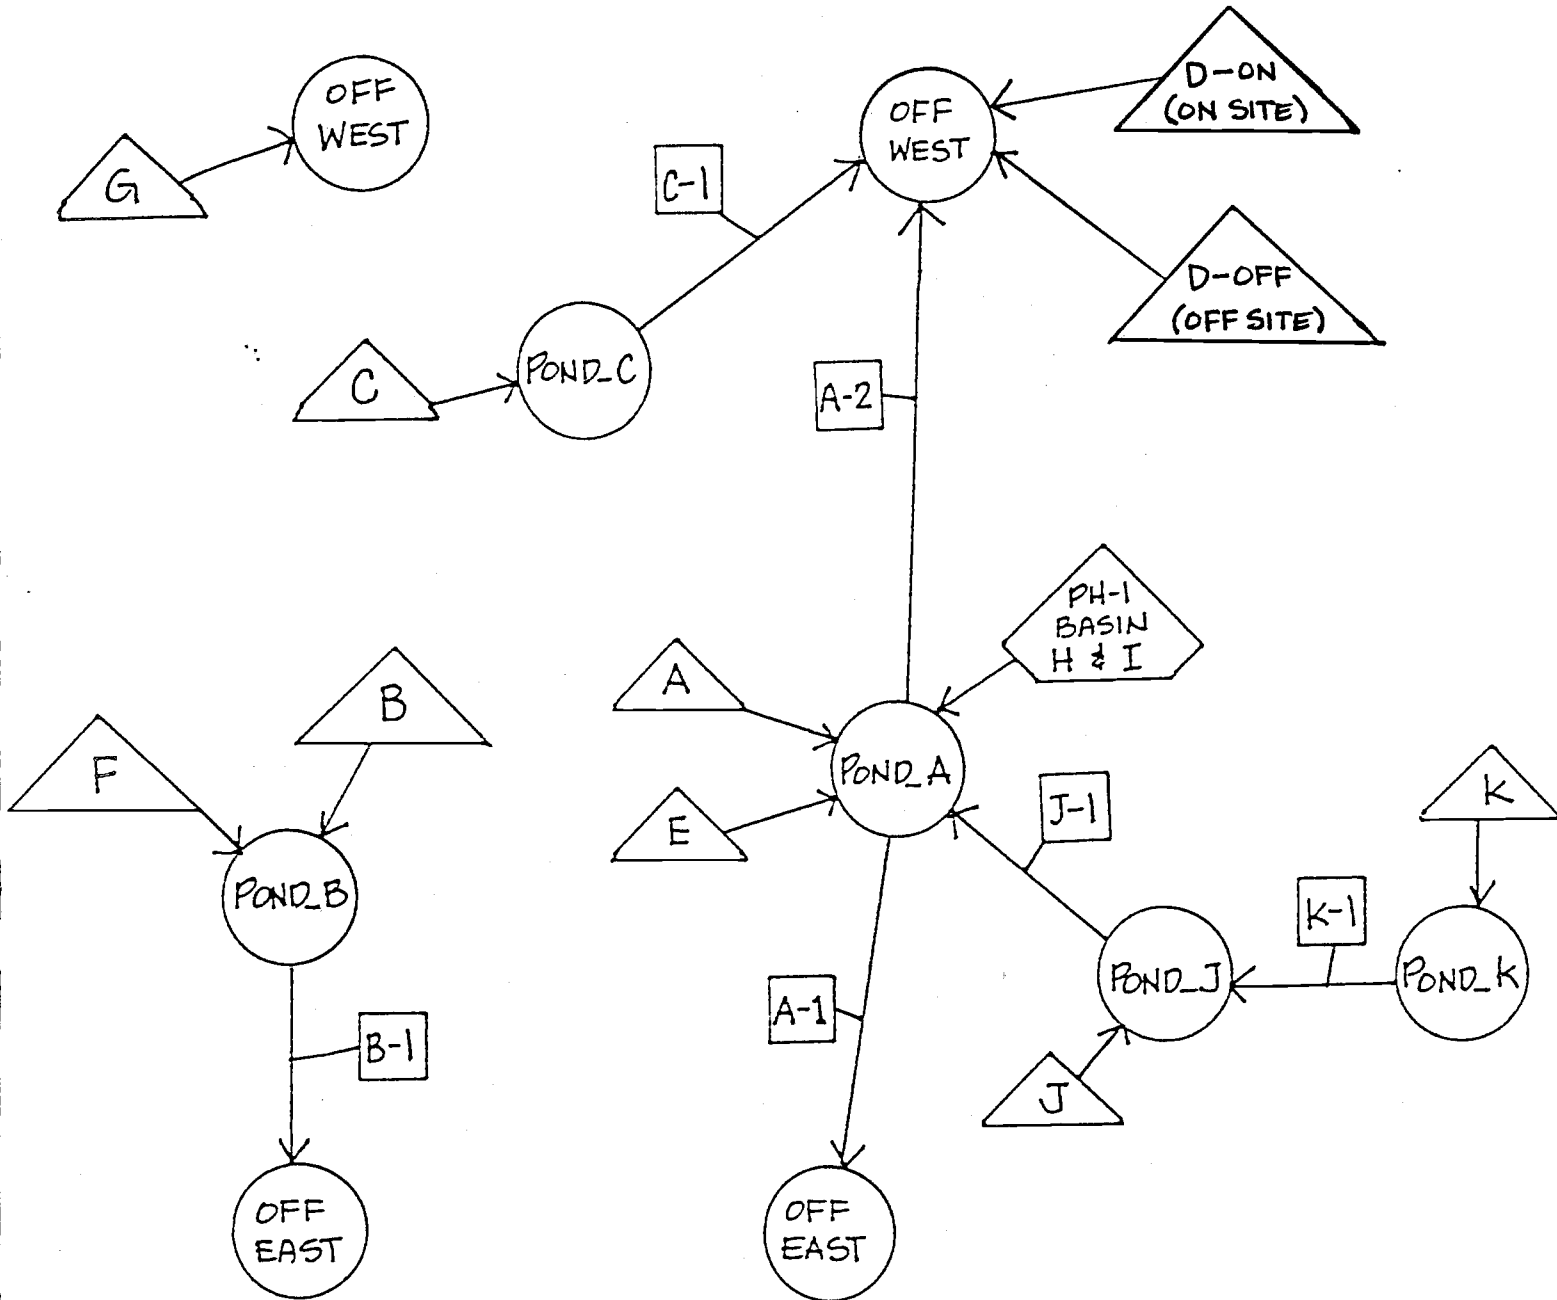 OFF
WEST
G
OFF
WEST
D-ON
(ON SITE)
C-1
D-OFF
(OFF SITE)
C
POND_C
A-2
PH-1
BASIN
H & I
A
B
F
POND_A
E
J-1
K
POND_B
K-1
POND_J
POND_K
A-1
B-1
J
OFF
EAST
OFF
EAST